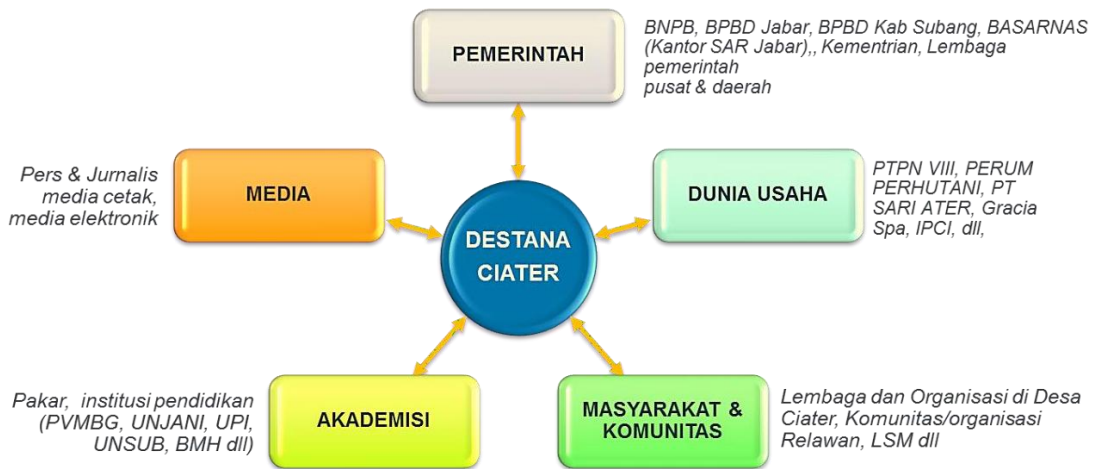 PEMERINTAH
BNPB, BPBD Jabar, BPBD Kab Subang, BASARNAS
(Kantor SAR Jabar),, Kementrian, Lembaga
pemerintah
pusat & daerah
Pers & Jurnalis
media cetak,
media elektronik
MEDIA
DUNIA USAHA
PTPN VIII, PERUM
PERHUTANI, PT
SARI ATER, Gracia
Spa, IPCI, dll,
DESTANA
CIATER
Pakar, institusi pendidikan
(PVMBG, UNJANI, UPI,
UNSUB, BMH dll)
AKADEMISI
MASYARAKAT &
KOMUNITAS
Lembaga dan Organisasi di Desa
Ciater, Komunitas/organisasi
Relawan, LSM dll